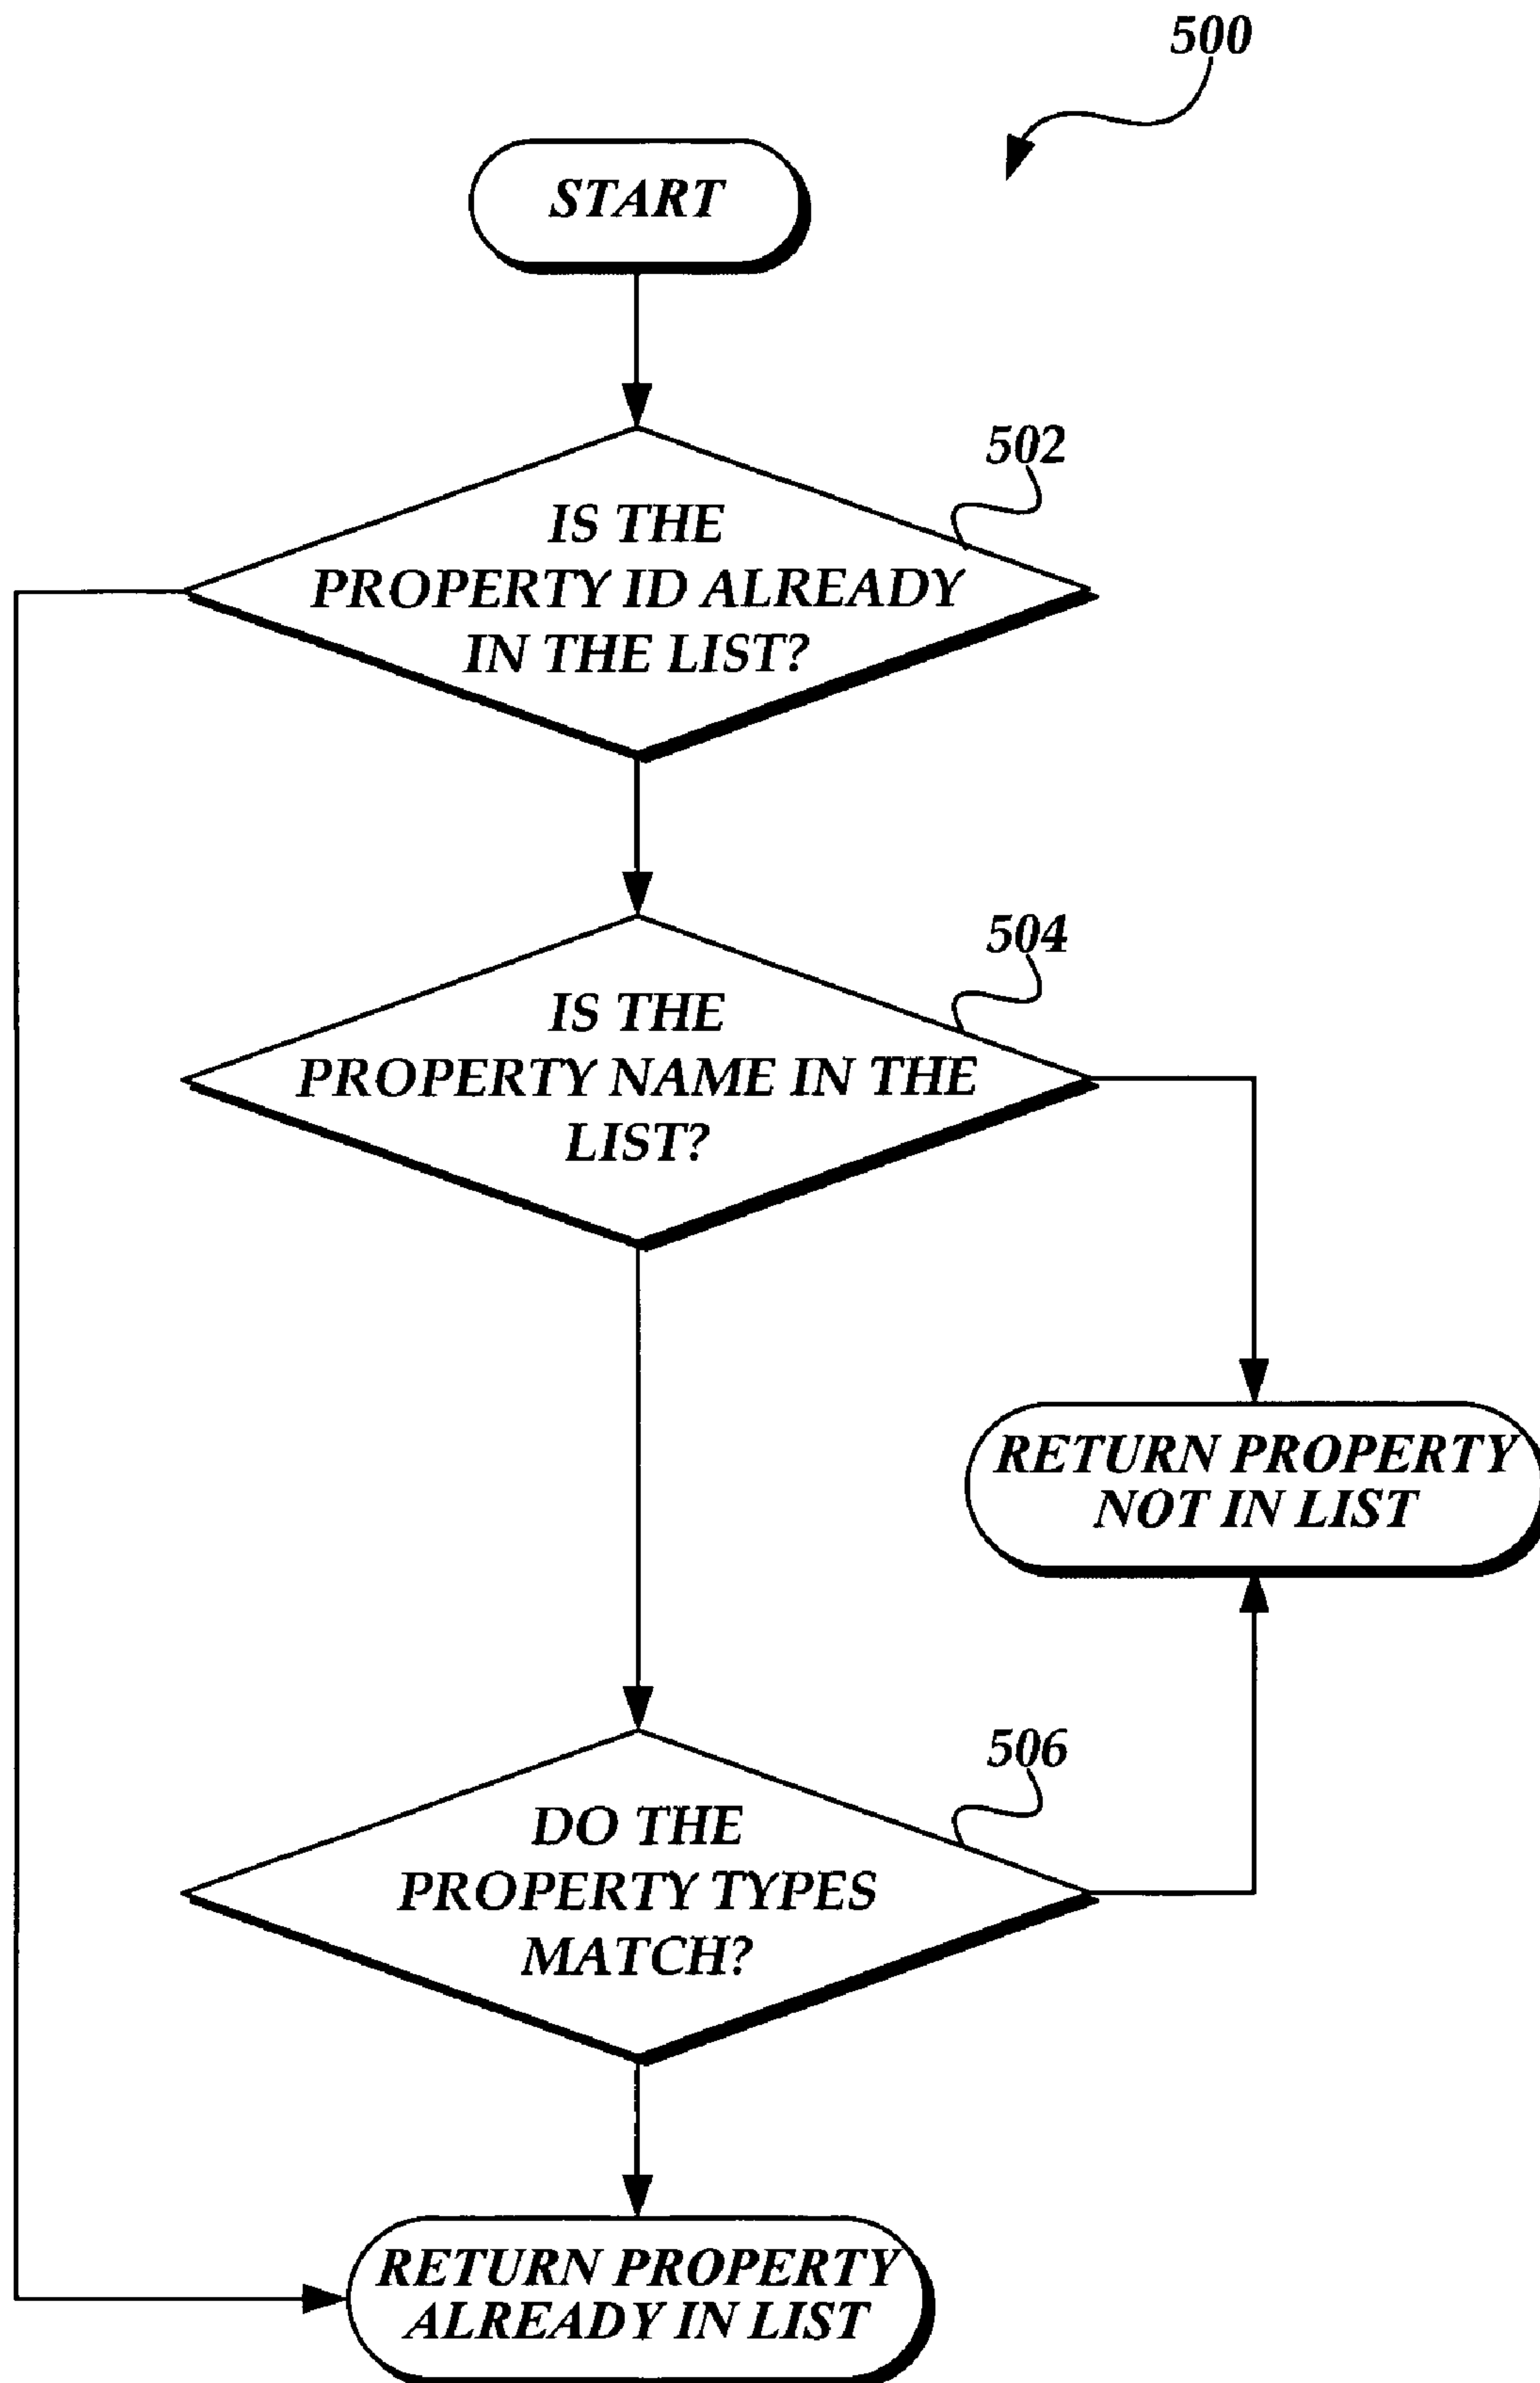 500
START
502
IS THE
PROPERTY ID ALREADY
IN THE LIST?
504
IS THE
PROPERTY NAME IN THE
LIST?
RETURN PROPERTY
NOT IN LIST
506
DO THE
PROPERTY TYPES
MATCH?
RETURN PROPERTY
ALREADY IN LIST